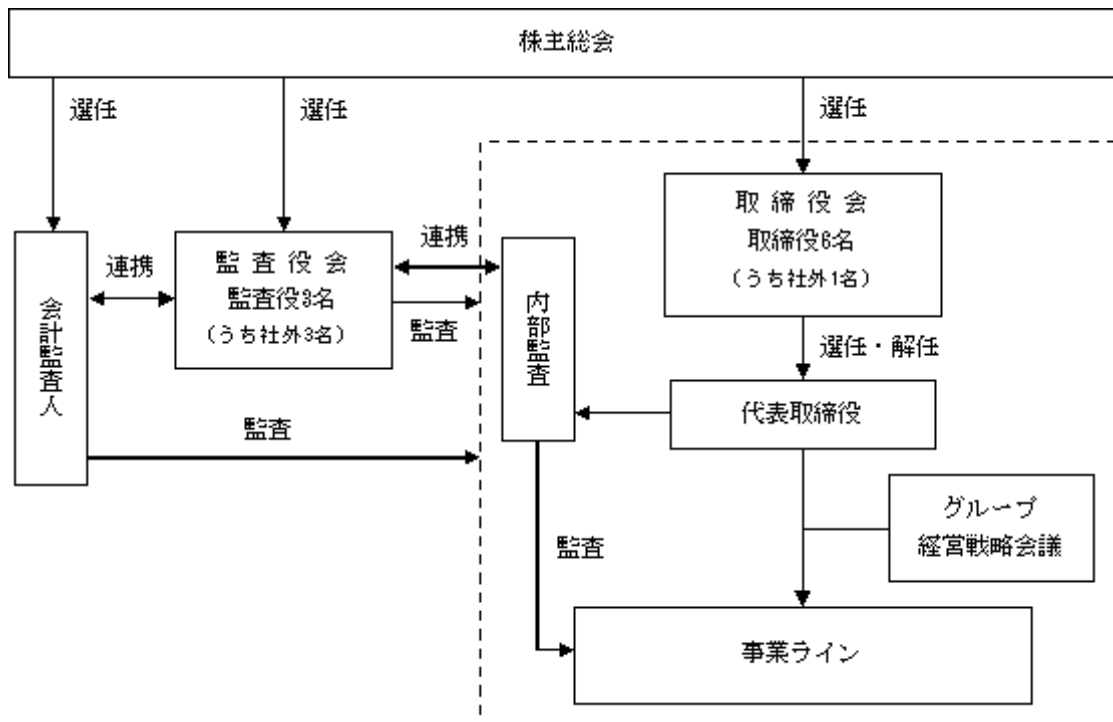 株主総会
選任
選任
選任
取締役会
取締役6名
(うち社外1名)
連携
連携
監査役会
監査役3名
(うち社外3名)
監査
会計監査人
内部監査
選任・解任
代表取締役
監査
グループ
経営戦略会議
監査
事業ライン